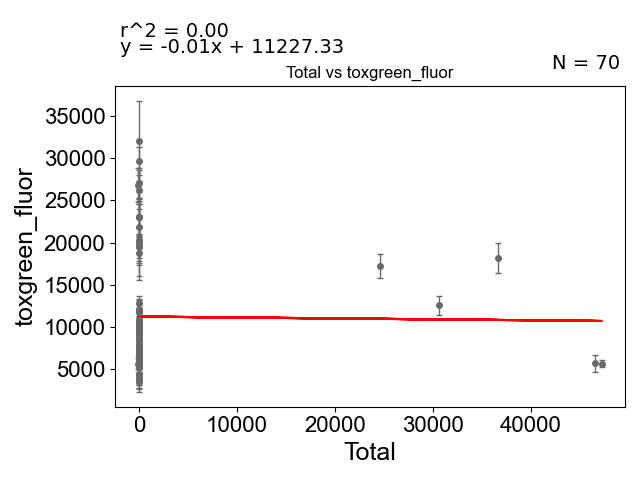 r^2 = 0.00
y = -0.01x + 11227.33
N = 70
Total vs toxgreen_fluor
35000
30000
25000
20000
15000
10000
5000
toxgreen_fluor
0
10000
20000
30000
40000
Total